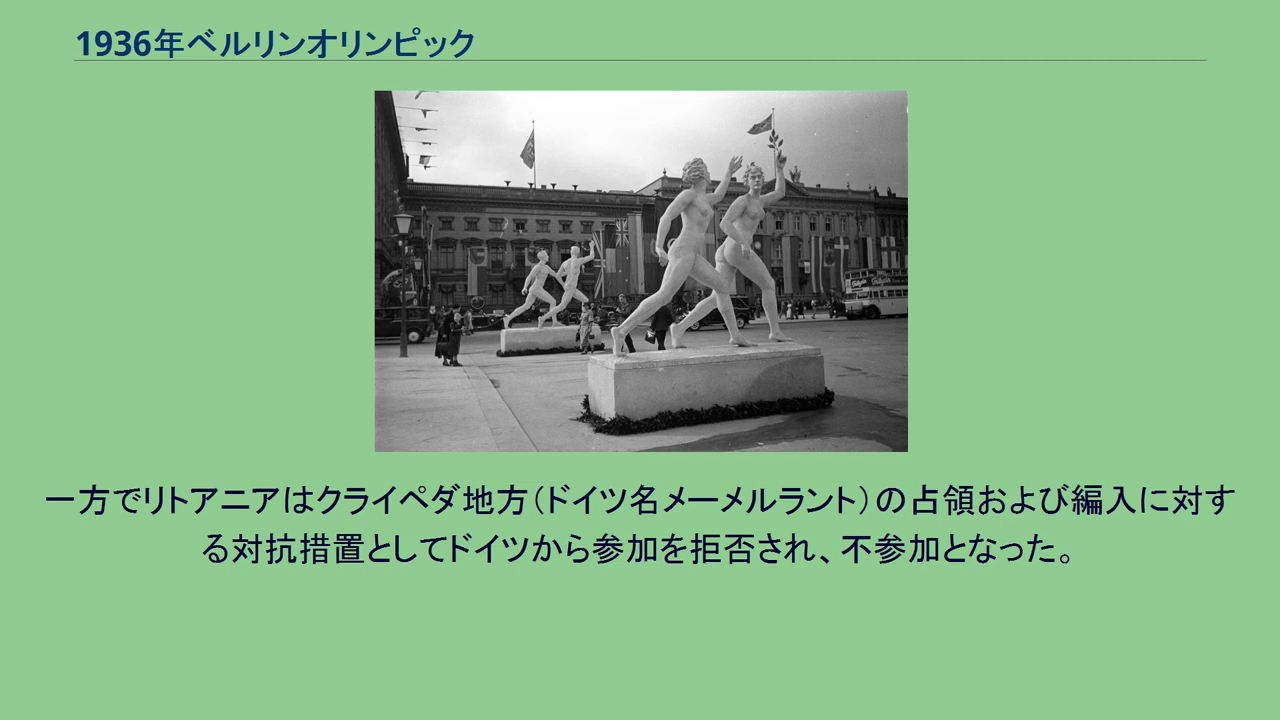 1936年ベルリンオリンピック
一方でリトアニアはクライペダ地方（ドイツ名メーメルラント）の占領および編入に対す
る対抗措置としてドイツから参加を拒否され、不参加となった。